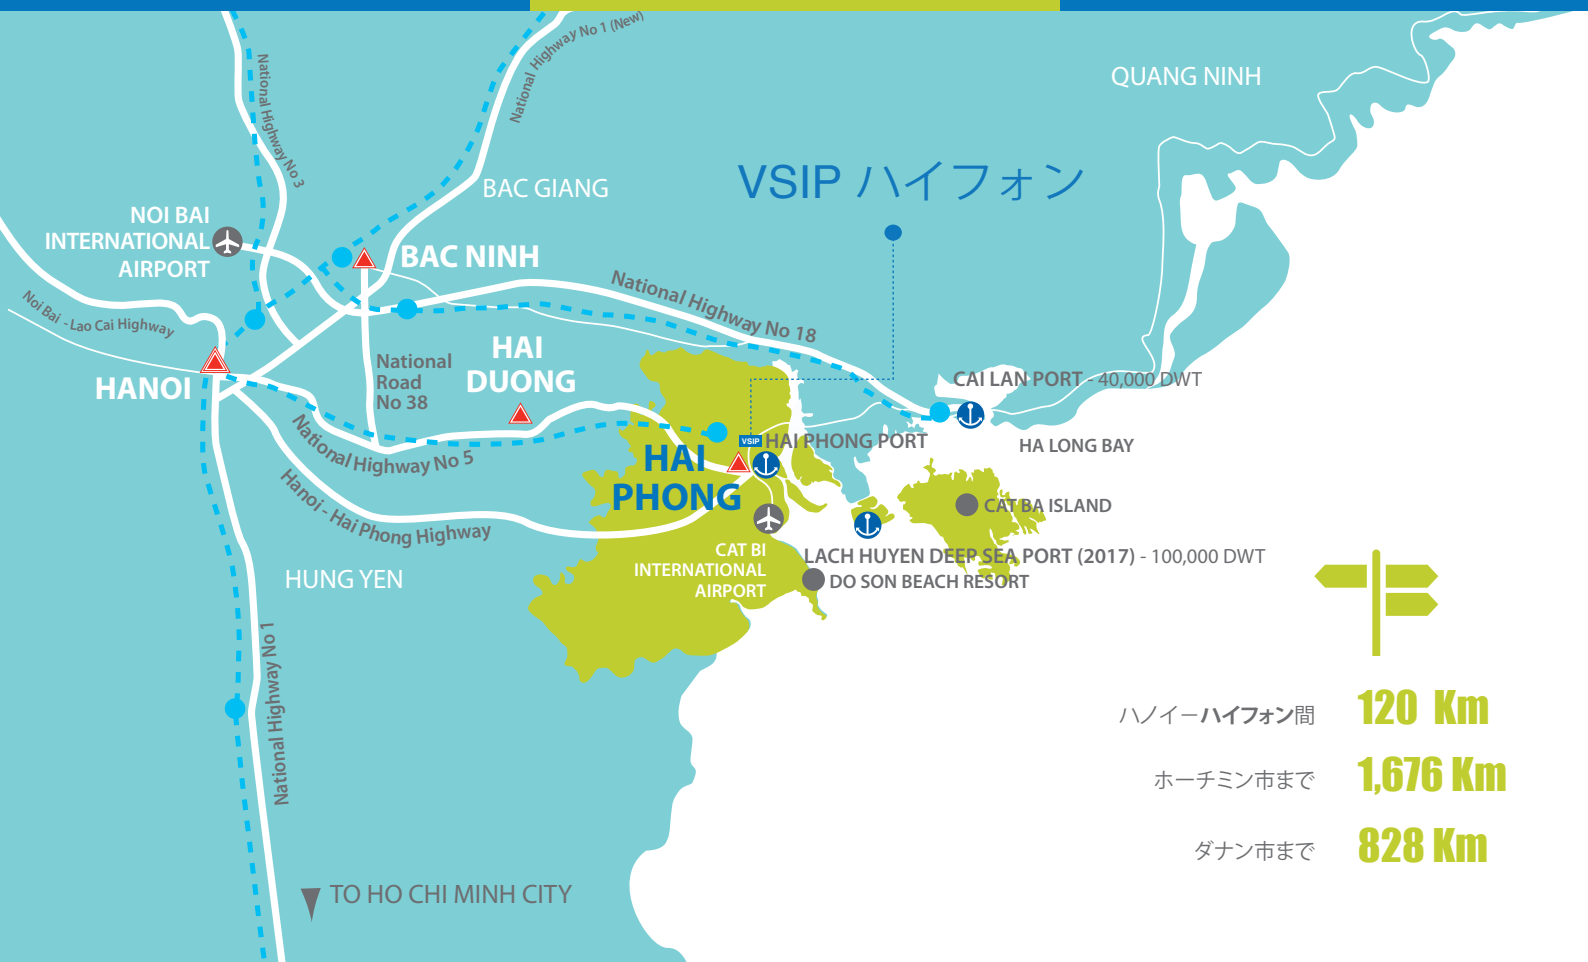 National Highway No 1 (New)
National Highway No 3
QUANG NINH
VSIP ハイフォン
BAC GIANG
NOI BAI
INTERNATIONAL
AIRPORT
BAC NINH
National Highway No 18
Noi Bai - Lao Cai Highway
HANOI
National
Road
No 38
HAI
DUONG
CAI LAN PORT - 40,000 DWT
National Highway No 5
VSIP
HAI PHONG PORT
HA LONG BAY
HAI
PHONG
Hanoi - Hai Phong Highway
CAT BA ISLAND
CAT BI
INTERNATIONAL
AIRPORT
LACH HUYEN DEEP SEA PORT (2017) - 100,000 DWT
DO SON BEACH RESORT
HUNG YEN
National Highway No 1
ハノイーハイフォン間 120 Km
ホーチミン市まで 1,676 Km
ダナン市まで 828 Km
TO HO CHI MINH CITY